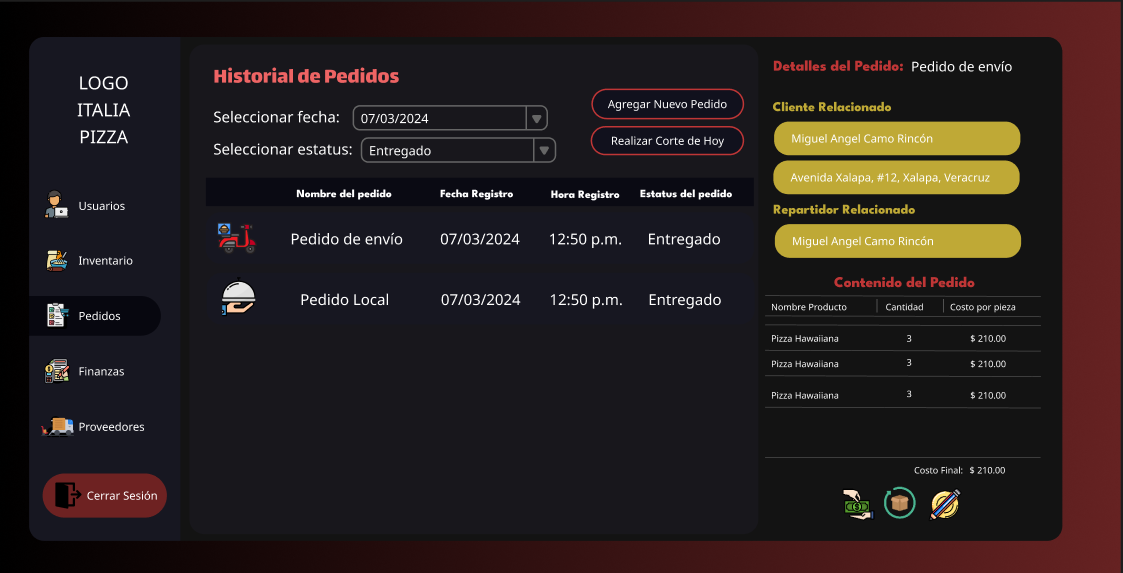 LOGO
ITALIA
PIZZA
Usuarios
Inventario
Pedidos
Finanzas
Proveedores
Cerrar Sesión
Historial de Pedidos
Seleccionar fecha: 07/03/2024
Seleccionar estatus: Entregado
Agregar Nuevo Pedido
Realizar Corte de Hoy
Nombre del pedido Fecha Registro Hora Registro Estatus del pedido
Pedido de envío 07/03/2024 12:50 p.m. Entregado
Pedido Local 07/03/2024 12:50 p.m. Entregado
Detalles del Pedido: Pedido de envío
Cliente Relacionado
Miguel Angel Camo Rincón
Avenida Xalapa, #12, Xalapa, Veracruz
Repartidor Relacionado
Miguel Angel Camo Rincón
Contenido del Pedido
Nombre Producto Cantidad Costo por pieza
Pizza Hawaiiana 3 $ 210.00
Pizza Hawaiiana 3 $ 210.00
Pizza Hawaiiana 3 $ 210.00
Costo Final: $ 210.00